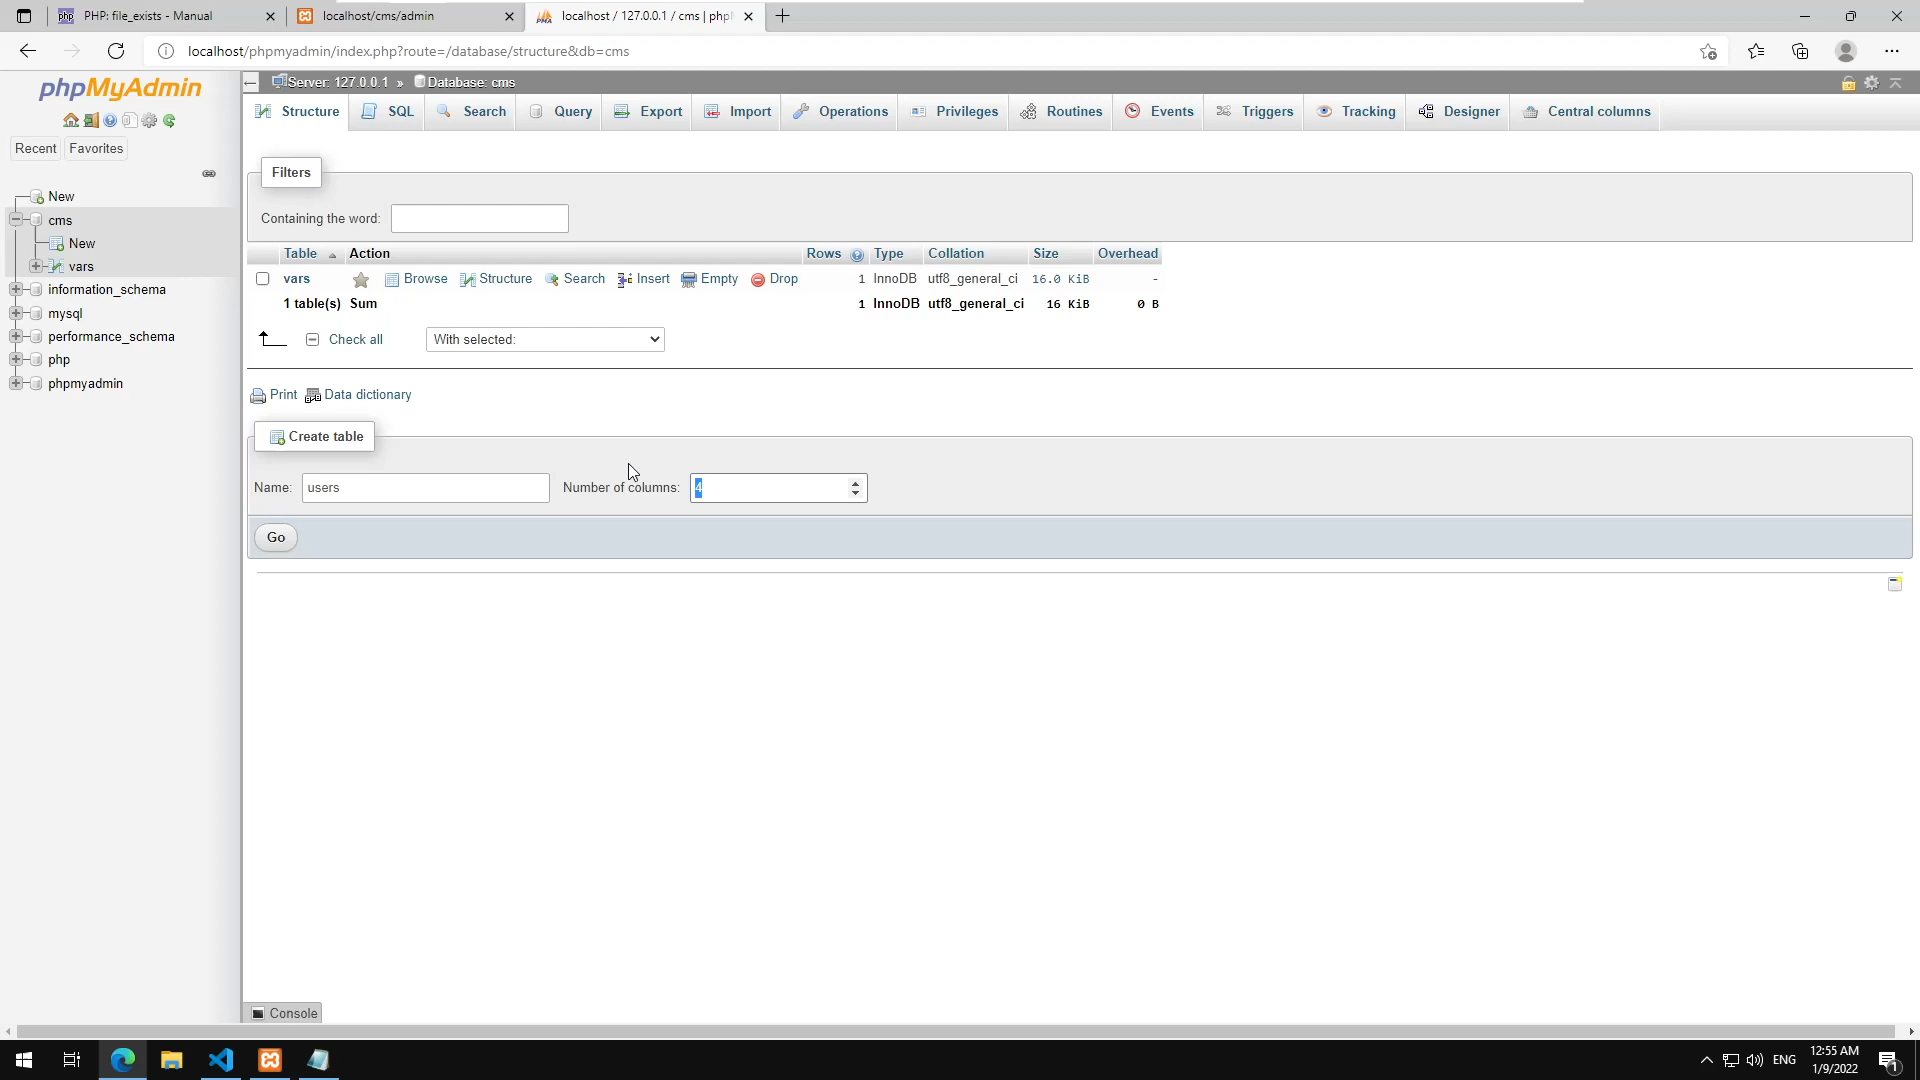 PHP: file_exists - Manual
localhost/cms/admin
localhost / 127.0.0.1 / cms | phpl
localhost/phpmyadmin/index.php?route=/database/structure&db=cms
phpMyAdmin
Recent
Favorites
New
cms
New
vars
information_schema
mysql
performance_schema
php
phpmyadmin
Server: 127.0.0.1 » Database: cms
Structure SQL Search Query Export Import Operations Privileges Routines Events Triggers Tracking Designer Central columns
Filters
Containing the word:
Table Action Rows Type Collation Size Overhead
vars Browse Structure Search Insert Empty Drop 1 InnoDB utf8_general_ci 16.0 KiB -
1 table(s) Sum 1 InnoDB utf8_general_ci 16 KiB 0 B
Check all With selected:
Print Data dictionary
Create table
Name: users Number of columns: 4
Go
Console
ENG
12:55 AM
1/9/2022
1